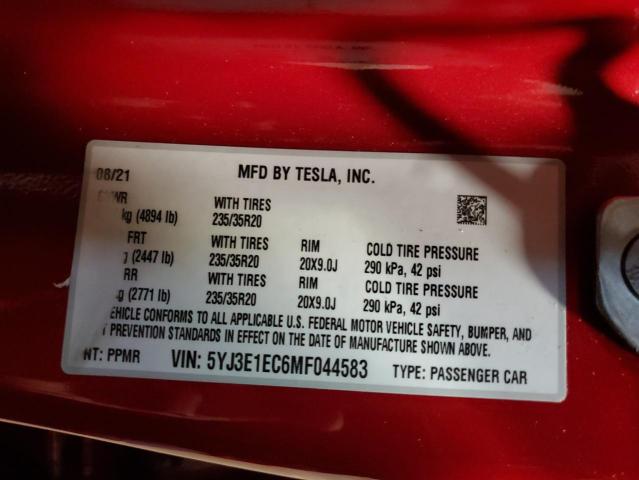 08/21 MFD BY TESLA, INC.
WITH TIRES
kg (4894 lb) 235/35R20
FRT WITH TIRES RIM COLD TIRE PRESSURE
(2447 lb) 235/35R20 20X9.0J 290 kPa, 42 psi
RR WITH TIRES RIM COLD TIRE PRESSURE
(2771 lb) 235/35R20 20X9.0J 290 kPa, 42 psi
EHICLE CONFORMS TO ALL APPLICABLE U.S. FEDERAL MOTOR VEHICLE SAFETY, BUMPER, AND
PREVENTION STANDARDS IN EFFECT ON DATE OF MANUFACTURE SHOWN ABOVE.
NT: PPMR VIN: 5YJ3E1EC6MF044583 TYPE: PASSENGER CAR